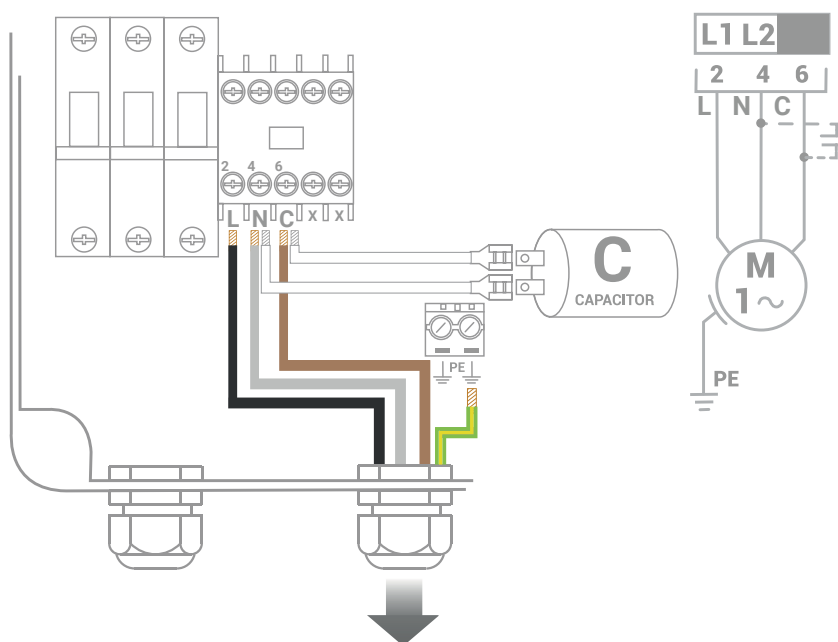 L1 L2
2 4 6
L N C
2 4 6
L N C x x
C
CAPACITOR
M
1~
PE
PE